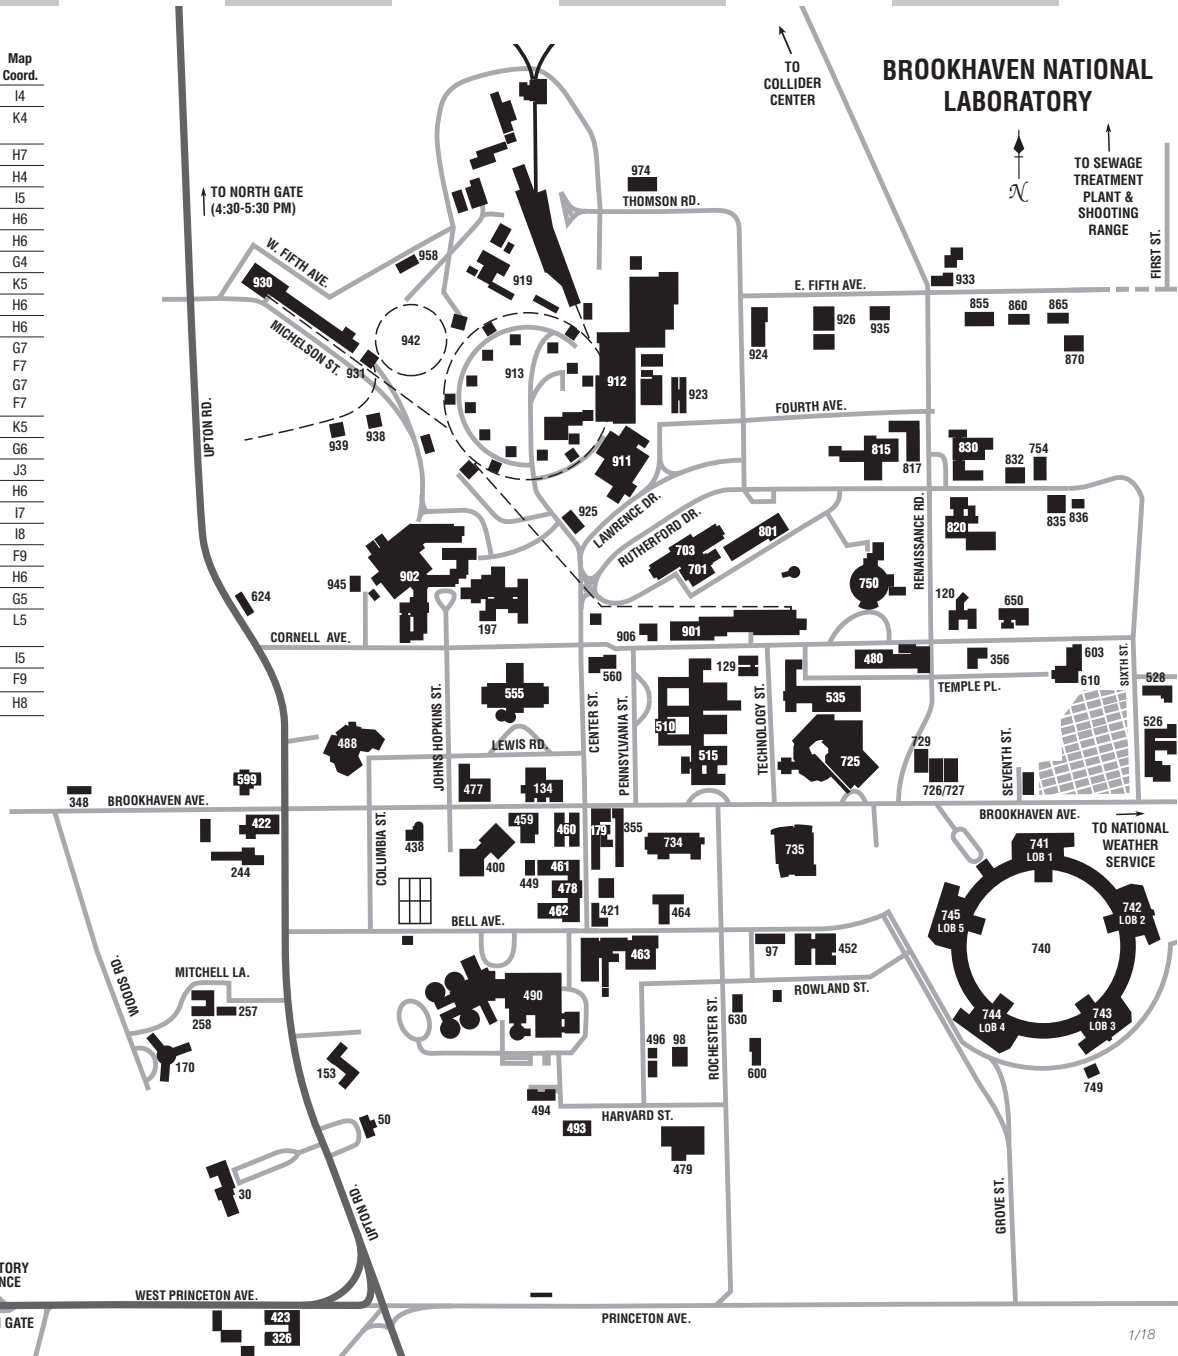 Map
Coord.
I4
K4
H7
H4
I5
H6
H6
G4
K5
H6
H6
G7
F7
G7
F7
K5
G6
J3
H6
I7
I8
F9
H6
G5
L5
I5
F9
H8
BROOKHAVEN NATIONAL
LABORATORY
TO
COLLIDER
CENTER
N
TO SEWAGE
TREATMENT
PLANT &
SHOOTING
RANGE
FIRST ST.
TO NORTH GATE
(4:30-5:30 PM)
974
THOMSON RD.
W. FIFTH AVE.
958
930
919
933
E. FIFTH AVE.
MICHELSON ST.
931
942
913
912
923
924
926
935
855
860
865
870
UPTON RD.
939
938
911
FOURTH AVE.
815
817
830
832
754
925
LAWRENCE DR.
RUTHERFORD DR.
703
701
801
RENAISSANCE RD.
820
835
836
902
945
624
197
750
120
650
CORNELL AVE.
906
901
480
356
603
610
SIXTH ST.
TEMPLE PL.
528
526
560
129
555
JOHNS HOPKINS ST.
CENTER ST.
PENNSYLVANIA ST.
510
515
TECHNOLOGY ST.
535
725
729
726/727
SEVENTH ST.
488
LEWIS RD.
599
348
BROOKHAVEN AVE.
477
134
BROOKHAVEN AVE.
TO NATIONAL
WEATHER
SERVICE
422
244
COLUMBIA ST.
438
459
460
179
355
734
735
400
449
461
478
462
421
464
BELL AVE.
741
LOB 1
742
LOB 2
745
LOB 5
740
744
LOB 4
743
LOB 3
749
463
97
452
ROWLAND ST.
WOODS RD.
MITCHELL LA.
258
257
490
630
ROCHESTER ST.
496
98
600
170
153
494
HARVARD ST.
493
479
50
30
UPTON RD.
GROVE ST.
TORY
NCE
GATE
WEST PRINCETON AVE.
423
326
PRINCETON AVE.
1/18